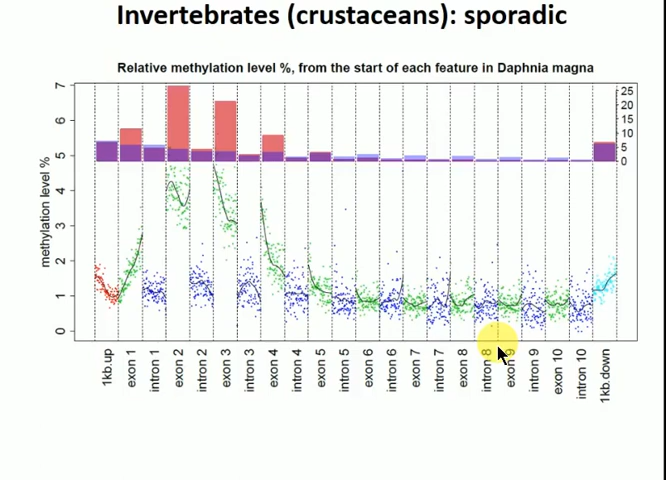 Invertebrates (crustaceans): sporadic
Relative methylation level %, from the start of each feature in Daphnia magna
methylation level %
7
6
5
4
3
2
1
0
25
20
15
10
5
0
1kb.up
exon 1
intron 1
exon 2
intron 2
exon 3
intron 3
exon 4
intron 4
exon 5
intron 5
exon 6
intron 6
exon 7
intron 7
exon 8
intron 8
exon 9
intron 9
exon 10
intron 10
1kb.down